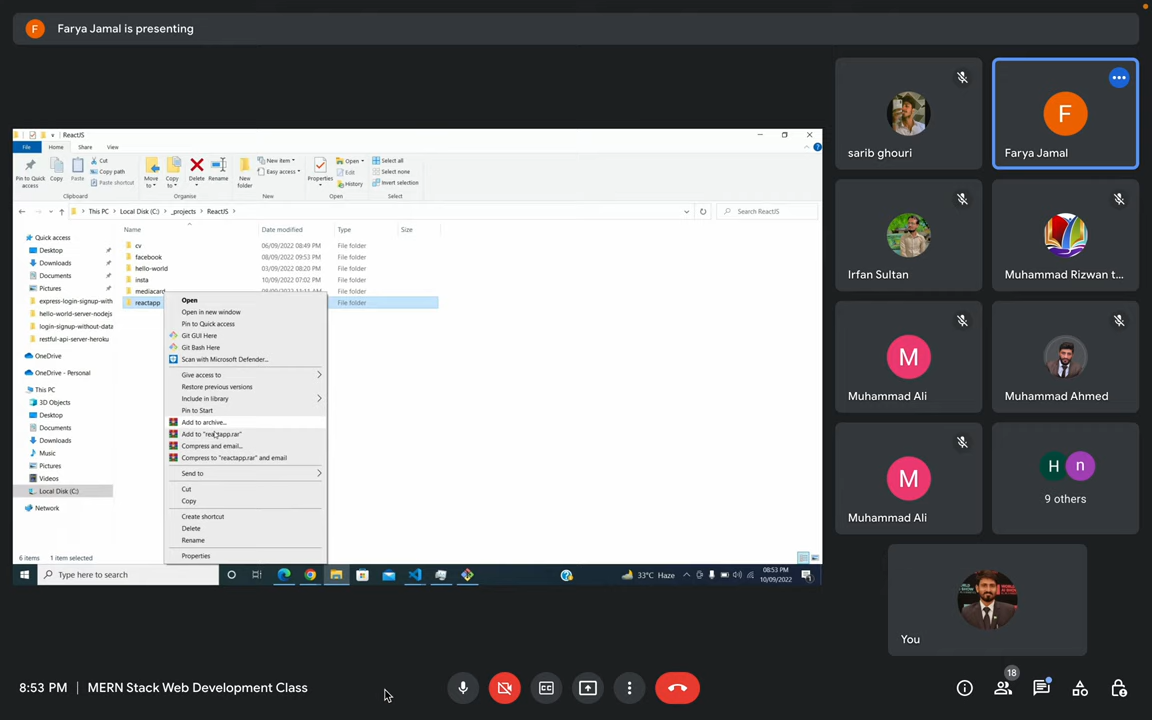 F Farya Jamal is presenting
ReactJS
File Home Share View
Pin to Quick access
Copy
Paste
Cut
Copy path
Paste shortcut
Move to
Copy to
Delete
Rename
New folder
New item
Easy access
Properties
Open
Edit
History
Select all
Select none
Invert selection
Clipboard Organise New Open Select
This PC Local Disk (C:) _projects ReactJS
Search ReactJS
Name Date modified Type Size
cv 06/09/2022 08:49 PM File folder
facebook 08/09/2022 09:53 PM File folder
hello-world 03/09/2022 08:20 PM File folder
insta 10/09/2022 07:02 PM File folder
mediacard File folder
reactapp File folder
Quick access
Desktop
Downloads
Documents
Pictures
express-login-signup-with
hello-world-server-nodejs
login-signup-without-data
restful-api-server-heroku
OneDrive
OneDrive - Personal
This PC
3D Objects
Desktop
Documents
Downloads
Music
Pictures
Videos
Local Disk (C:)
Network
Open
Open in new window
Pin to Quick access
Git GUI Here
Git Bash Here
Scan with Microsoft Defender...
Give access to
Restore previous versions
Include in library
Pin to Start
Add to archive...
Add to "reactapp.rar"
Compress and email...
Compress to "reactapp.rar" and email
Send to
Cut
Copy
Create shortcut
Delete
Rename
Properties
6 items 1 item selected
Type here to search
33°C Haze
08:53 PM
10/09/2022
sarib ghouri
F
Farya Jamal
Irfan Sultan
Muhammad Rizwan t...
M
Muhammad Ali
Muhammad Ahmed
M
Muhammad Ali
H n
9 others
You
8:53 PM | MERN Stack Web Development Class
18